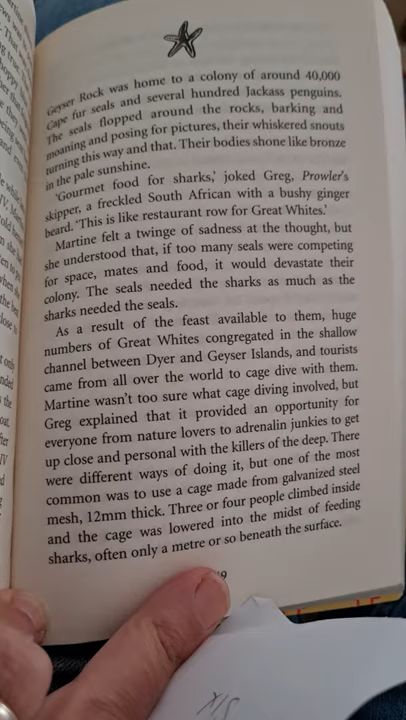 Geyser Rock was home to a colony of around 40,000
Cape fur seals and several hundred Jackass penguins.
The seals flopped around the rocks, barking and
moaning and posing for pictures, their whiskered snouts
turning this way and that. Their bodies shone like bronze
in the pale sunshine.
'Gourmet food for sharks,' joked Greg, Prowler's
skipper, a freckled South African with a bushy ginger
beard. 'This is like restaurant row for Great Whites.'
Martine felt a twinge of sadness at the thought, but
she understood that, if too many seals were competing
for space, mates and food, it would devastate their
colony. The seals needed the sharks as much as the
sharks needed the seals.
As a result of the feast available to them, huge
numbers of Great Whites congregated in the shallow
channel between Dyer and Geyser Islands, and tourists
came from all over the world to cage dive with them.
Martine wasn't too sure what cage diving involved, but
Greg explained that it provided an opportunity for
everyone from nature lovers to adrenalin junkies to get
up close and personal with the killers of the deep. There
were different ways of doing it, but one of the most
common was to use a cage made from galvanized steel
mesh, 12mm thick. Three or four people climbed inside
and the cage was lowered into the midst of feeding
sharks, often only a metre or so beneath the surface.